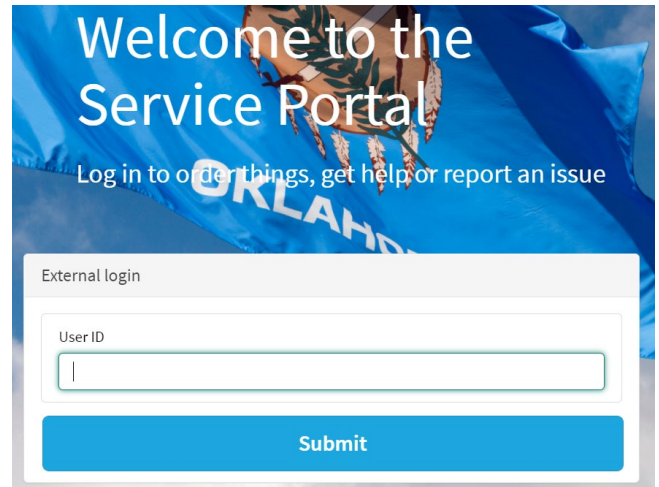 Welcome to the
Service Portal
Log in to order things, get help or report an issue
OKLAHO
External login
User ID
Submit